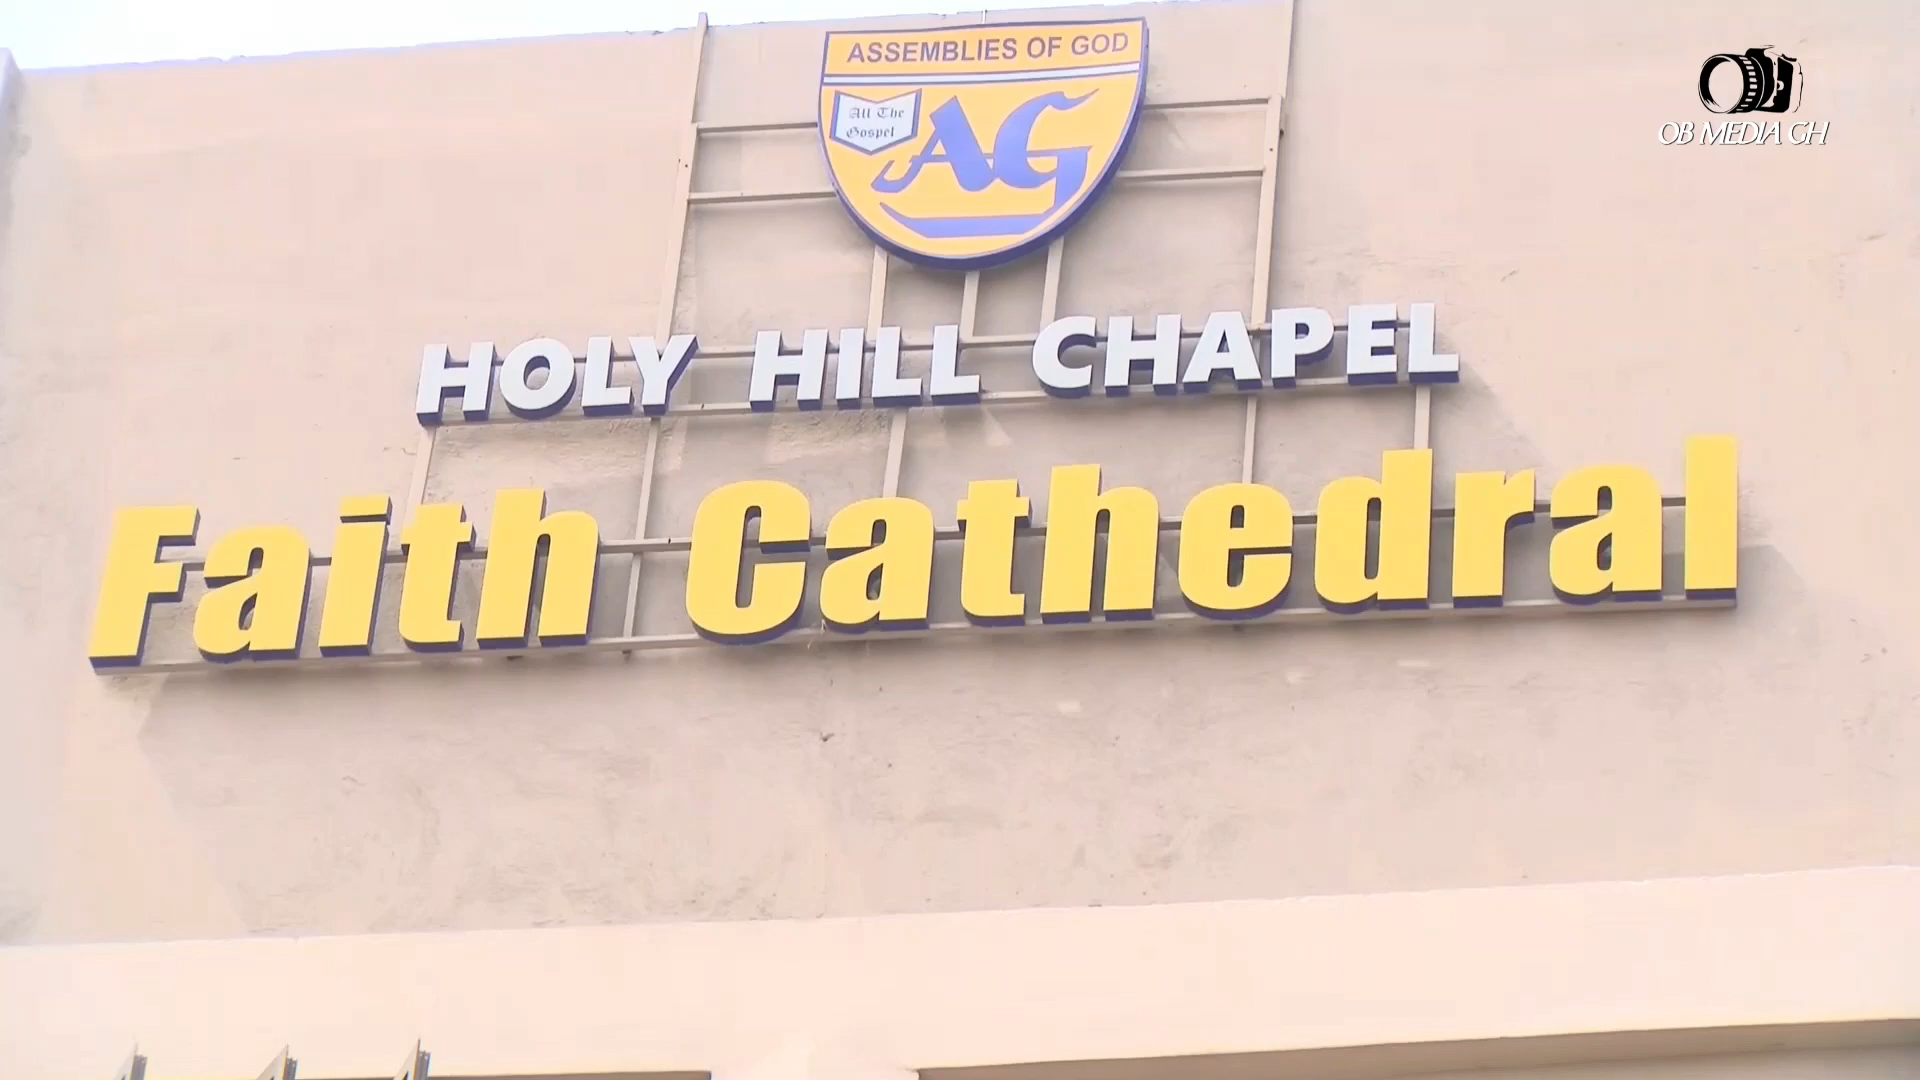 ASSEMBLIES OF GOD
All The
Gospel
AG
OB MEDIA GH
HOLY HILL CHAPEL
Faith Cathedral